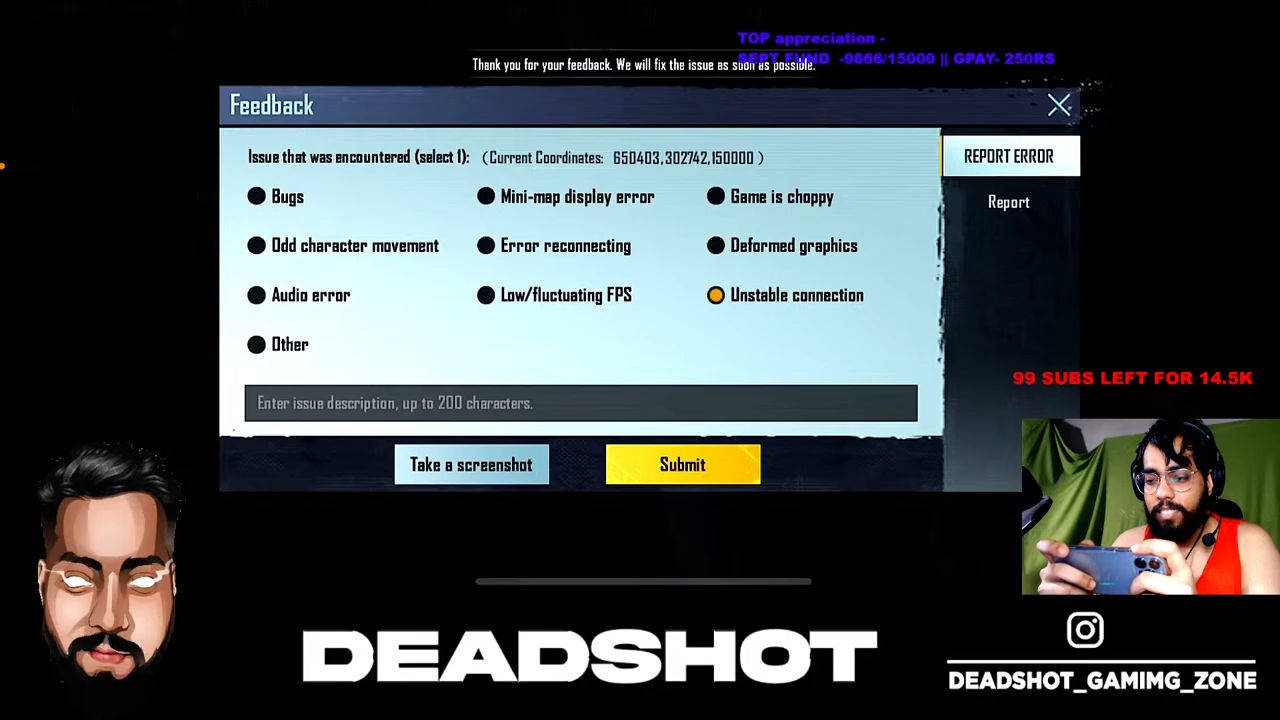 TOP appreciation -
SEPT FUND -9666/15000 || GPAY- 250RS
Thank you for your feedback. We will fix the issue as soon as possible.
Feedback
Issue that was encountered (select 1): (Current Coordinates: 650403,302742,150000 )
REPORT ERROR
Bugs
Mini-map display error
Game is choppy
Report
Odd character movement
Error reconnecting
Deformed graphics
Audio error
Low/fluctuating FPS
Unstable connection
Other
99 SUBS LEFT FOR 14.5K
Enter issue description, up to 200 characters.
Take a screenshot
Submit
DEADSHOT
DEADSHOT_GAMIMG_ZONE